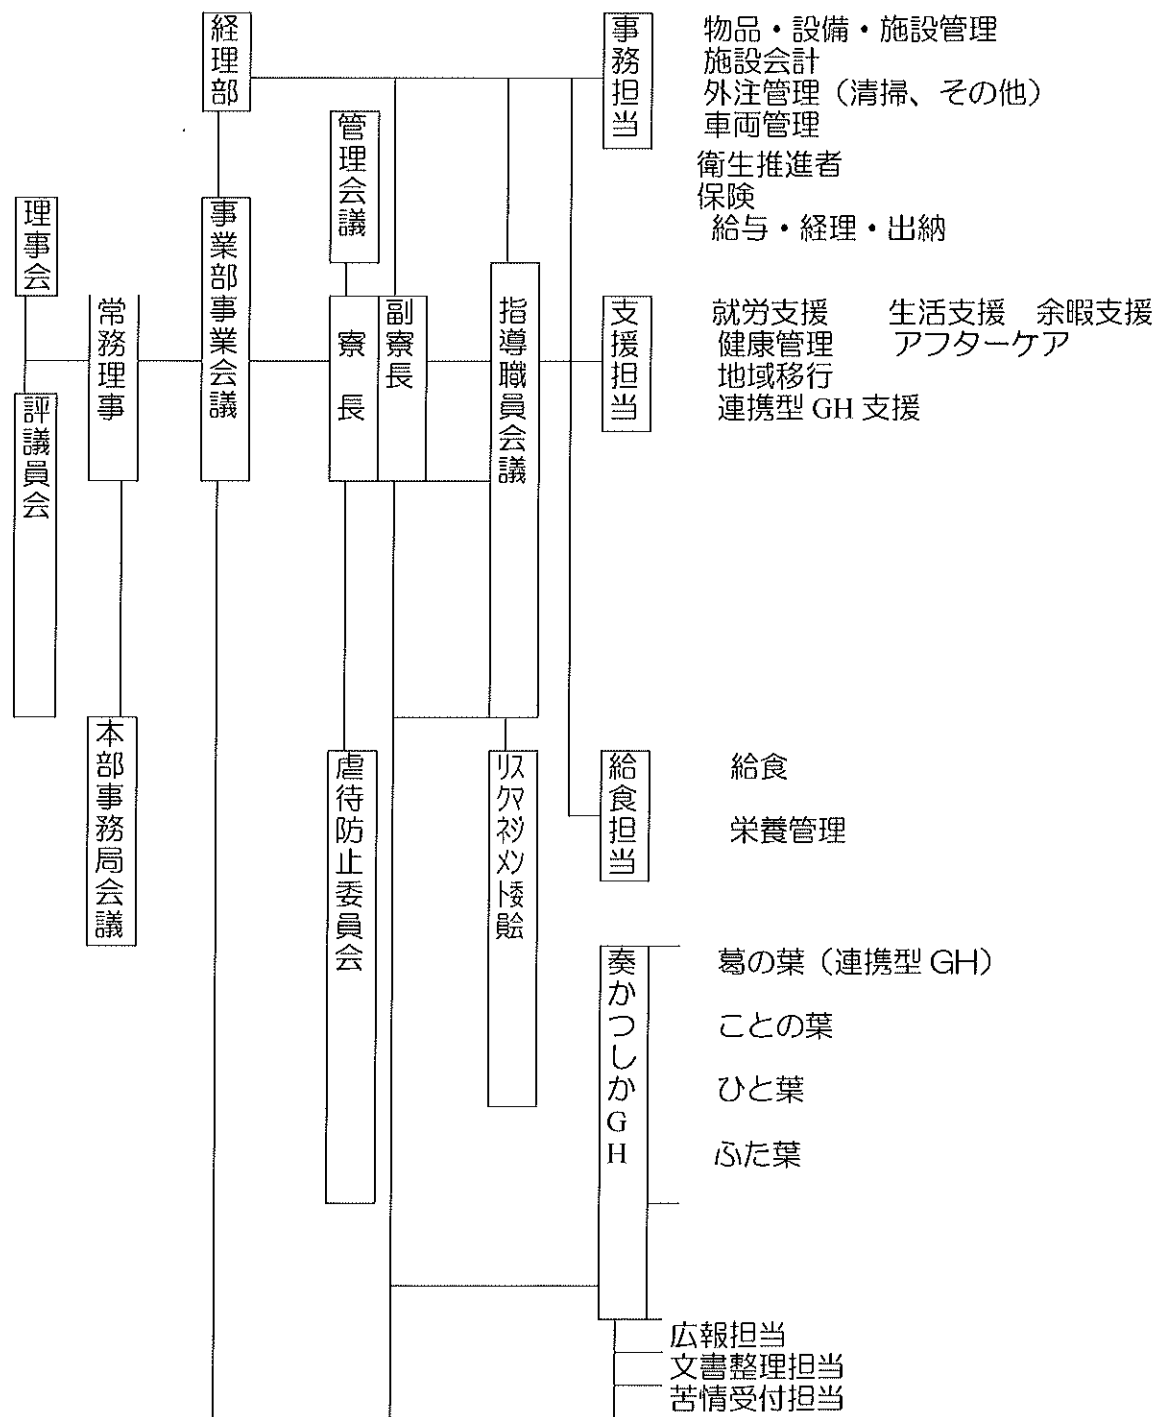 経理部
事務担当
物品・設備・施設管理
施設会計
外注管理（清掃、その他）
車両管理
衛生推進者
保険
給与・経理・出納
管理会議
理事会
事業部事業会議
常務理事
評議員会
寮長
副寮長
指導職員会議
支援担当
就労支援　生活支援　余暇支援
健康管理　アフターケア
地域移行
連携型 GH 支援
本部事務局会議
虐待防止委員会
リスクマネジメント委員会
給食担当
給食
栄養管理
奏かつしかGH
葛の葉（連携型 GH）
ことの葉
ひと葉
ふた葉
広報担当
文書整理担当
苦情受付担当